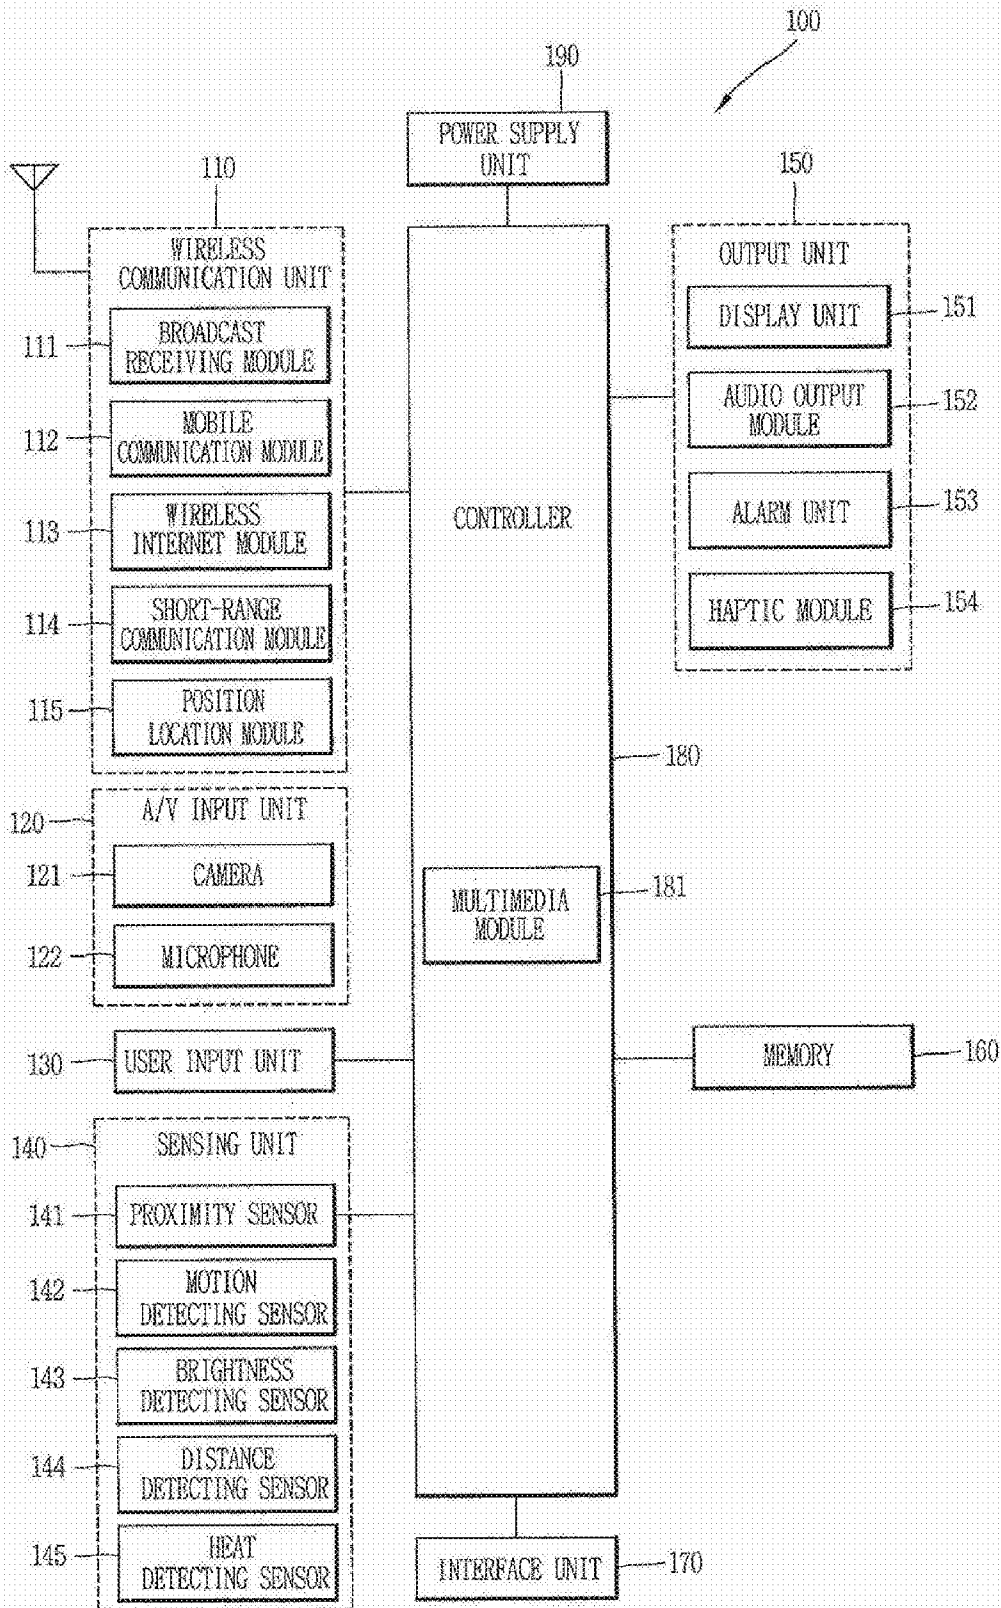 100
190
POWER SUPPLY
UNIT
110
WIRELESS
COMMUNICATION UNIT
111
BROADCAST
RECEIVING MODULE
112
MOBILE
COMMUNICATION MODULE
113
WIRELESS
INTERNET MODULE
114
SHORT-RANGE
COMMUNICATION MODULE
115
POSITION
LOCATION MODULE
120
A/V INPUT UNIT
121
CAMERA
122
MICROPHONE
130
USER INPUT UNIT
140
SENSING UNIT
141
PROXIMITY SENSOR
142
MOTION
DETECTING SENSOR
143
BRIGHTNESS
DETECTING SENSOR
144
DISTANCE
DETECTING SENSOR
145
HEAT
DETECTING SENSOR
CONTROLLER
180
MULTIMEDIA
MODULE
181
150
OUTPUT UNIT
DISPLAY UNIT
151
AUDIO OUTPUT
MODULE
152
ALARM UNIT
153
HAPTIC MODULE
154
MEMORY
160
INTERFACE UNIT
170